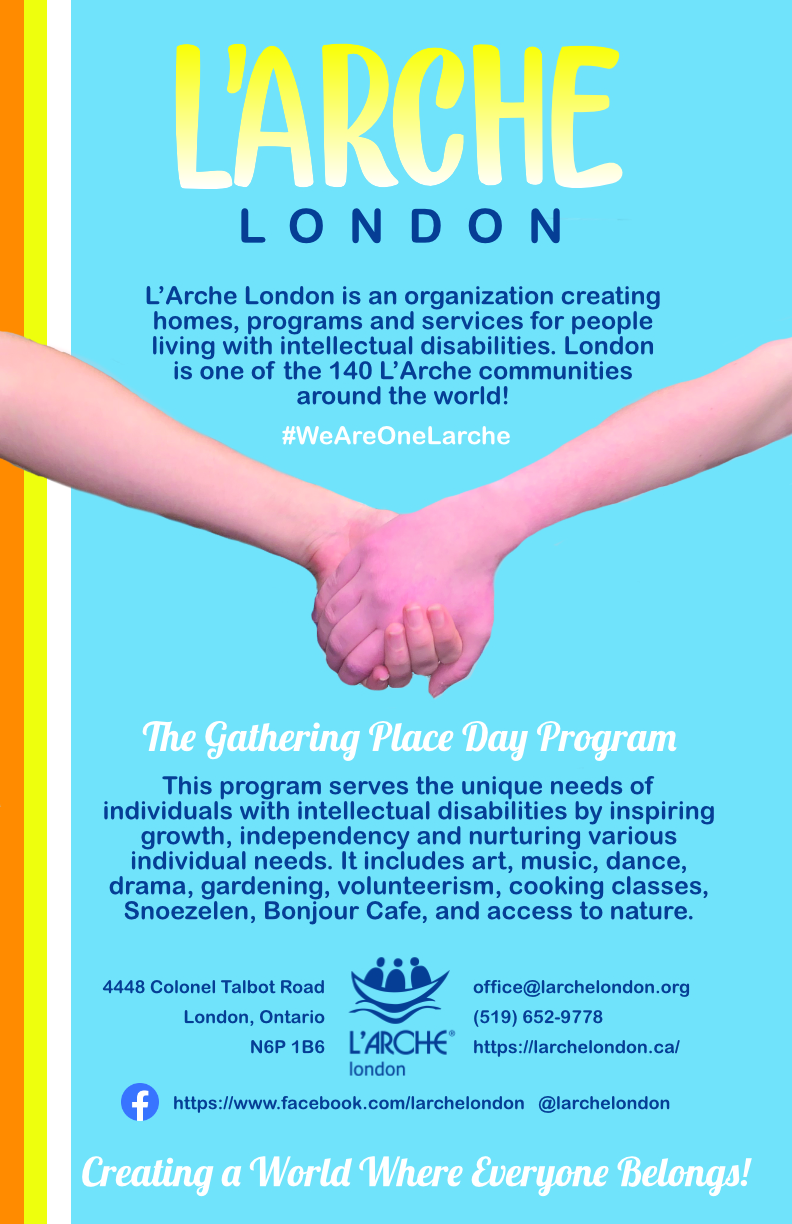 L'ARCHE
LONDON
L'Arche London is an organization creating
homes, programs and services for people
living with intellectual disabilities. London
is one of the 140 L'Arche communities
around the world!
#WeAreOneLarche
The Gathering Place Day Program
This program serves the unique needs of
individuals with intellectual disabilities by inspiring
growth, independency and nurturing various
individual needs. It includes art, music, dance,
drama, gardening, volunteerism, cooking classes,
Snoezelen, Bonjour Cafe, and access to nature.
4448 Colonel Talbot Road
London, Ontario
N6P 1B6
L'ARCHE®
london
office@larchelondon.org
(519) 652-9778
https://larchelondon.ca/
https://www.facebook.com/larchelondon @larchelondon
Creating a World Where Everyone Belongs!